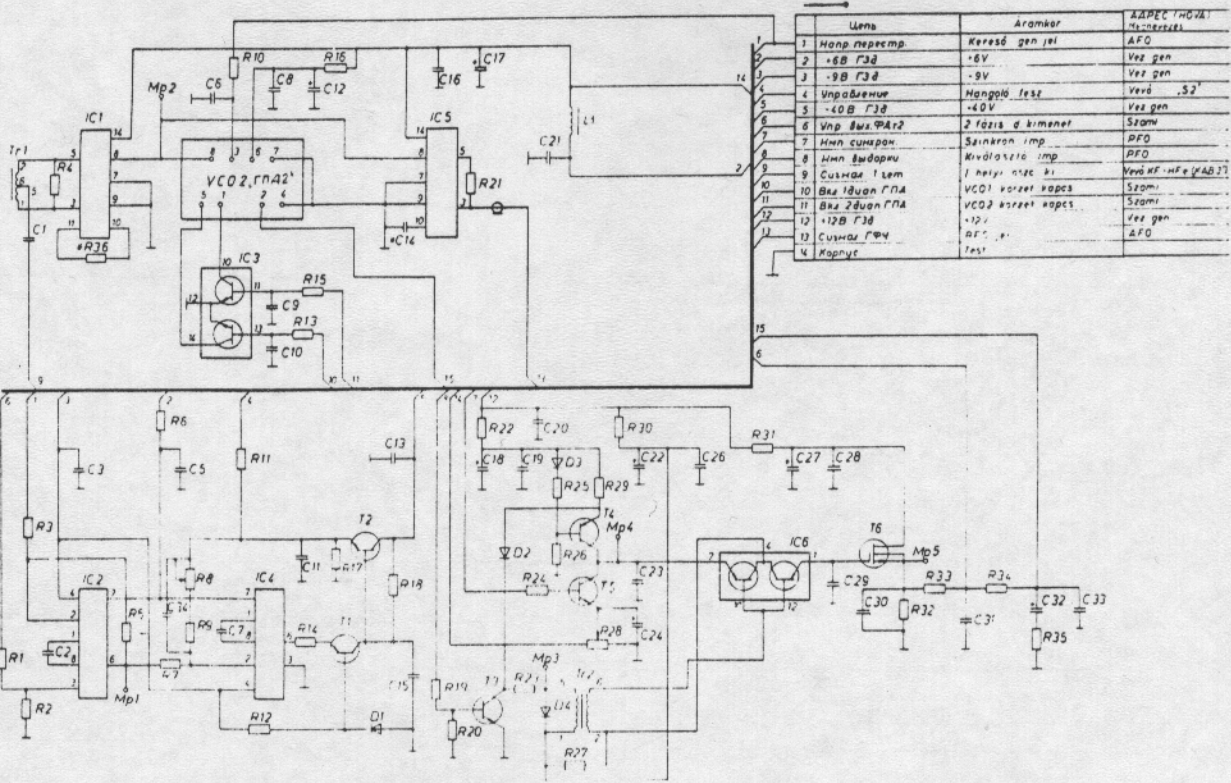 Цепь Áramkör АДРЕС
1 Напр. перестр. Kereső gen jel AFO
2 +6В ГЗд +6V Vez gen
3 -9В ГЗд -9V Vez gen
4 Управление Hangoló fesz Vevő „S2"
5 -40В ГЗд -40V Vez gen
6 Упр вых. ФАП2 2 fázis d kimenet Szami
7 Имп синхрон. Szinkron imp PFO
8 Имп выборки Kiválasztó imp PFO
9 Сигнал 1 гет
10 Вкл 1диап ГПА VCO1 körzet kapcs Szami
11 Вкл 2диап ГПА VCO2 körzet kapcs Szami
12 +12В ГЗд +12V Vez gen
13 Сигнал ГФЧ AFO
14 Корпус Test
R10 R16 C17 C16
C6 C8 C12
Mp2
IC1 IC5
Tr1 R4 C21 L1
VCO2 „ГПА2"
R21
C1 *R36 *C14
IC3
R15 C9
R13
C10
R6 R22 C20 R30 R31
C13
C3 C5 R11 C18 C19 D3 C22 C26 C27 C28
R25 R29
R3 T2 T4 Mp4 T6
D2 R26 IC6 Mp5
C11 R17
IC2 R8 IC4 R18 R24 T5 C23 C29 R33 R34
R5 C30 R32 C32 C33
R9 C7 R14 T1 R28 C24 C31
R1 C2 R35
Mp1 C15 R19 T3 Mp3
R2 R12 D1 R20 D4
R27